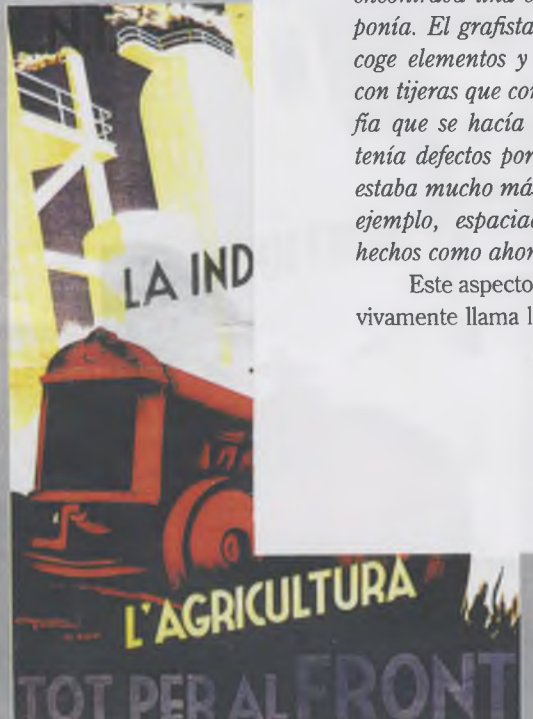 ponía. El grafista
coge elementos y
con tijeras que con
fía que se hacía
tenía defectos por
estaba mucho má
ejemplo, espaciad
hechos como ahor
Este aspecto
vivamente llama l
LA IND
L'AGRICULTURA
TOT PER AL FRONT